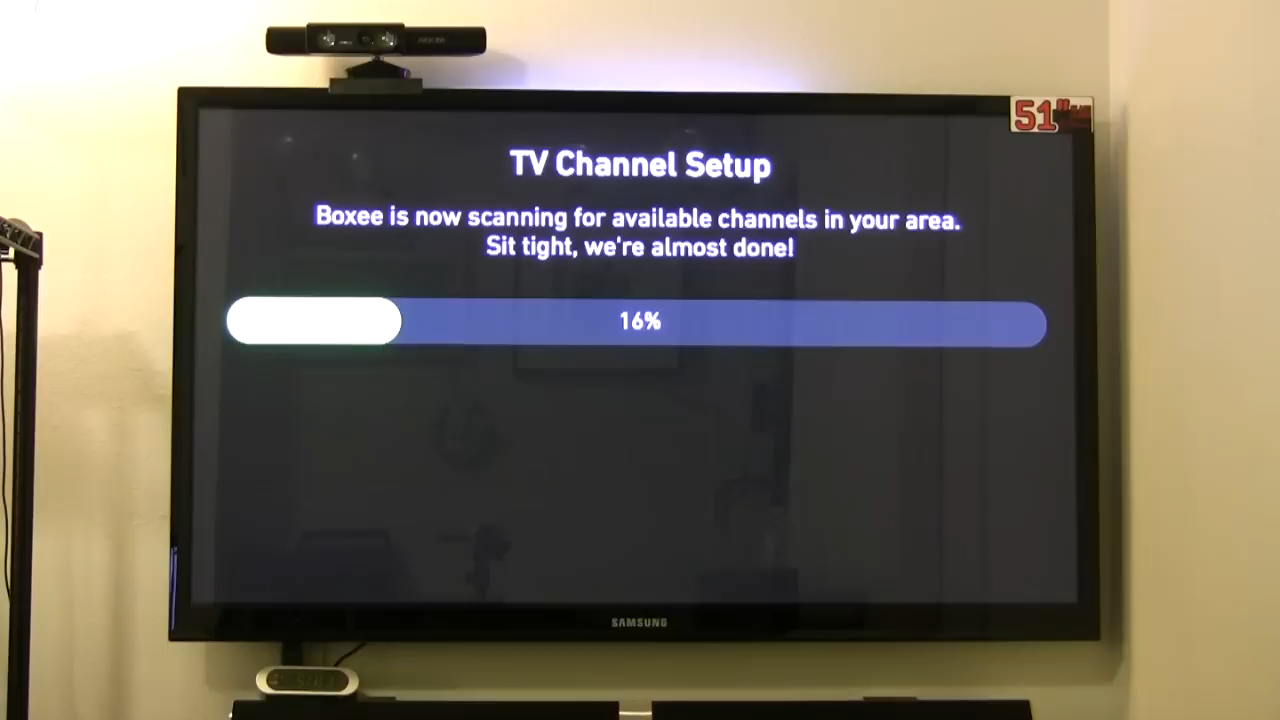 51"
TV Channel Setup
Boxee is now scanning for available channels in your area.
Sit tight, we're almost done!
16%
SAMSUNG